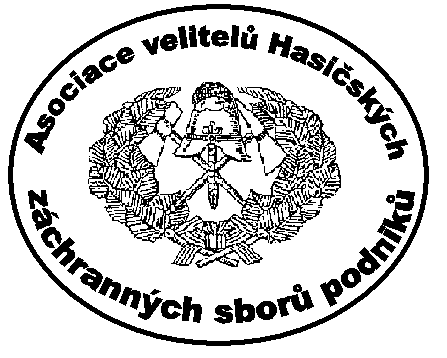 Asociace velitelů Hasičských
záchranných sborů podniků